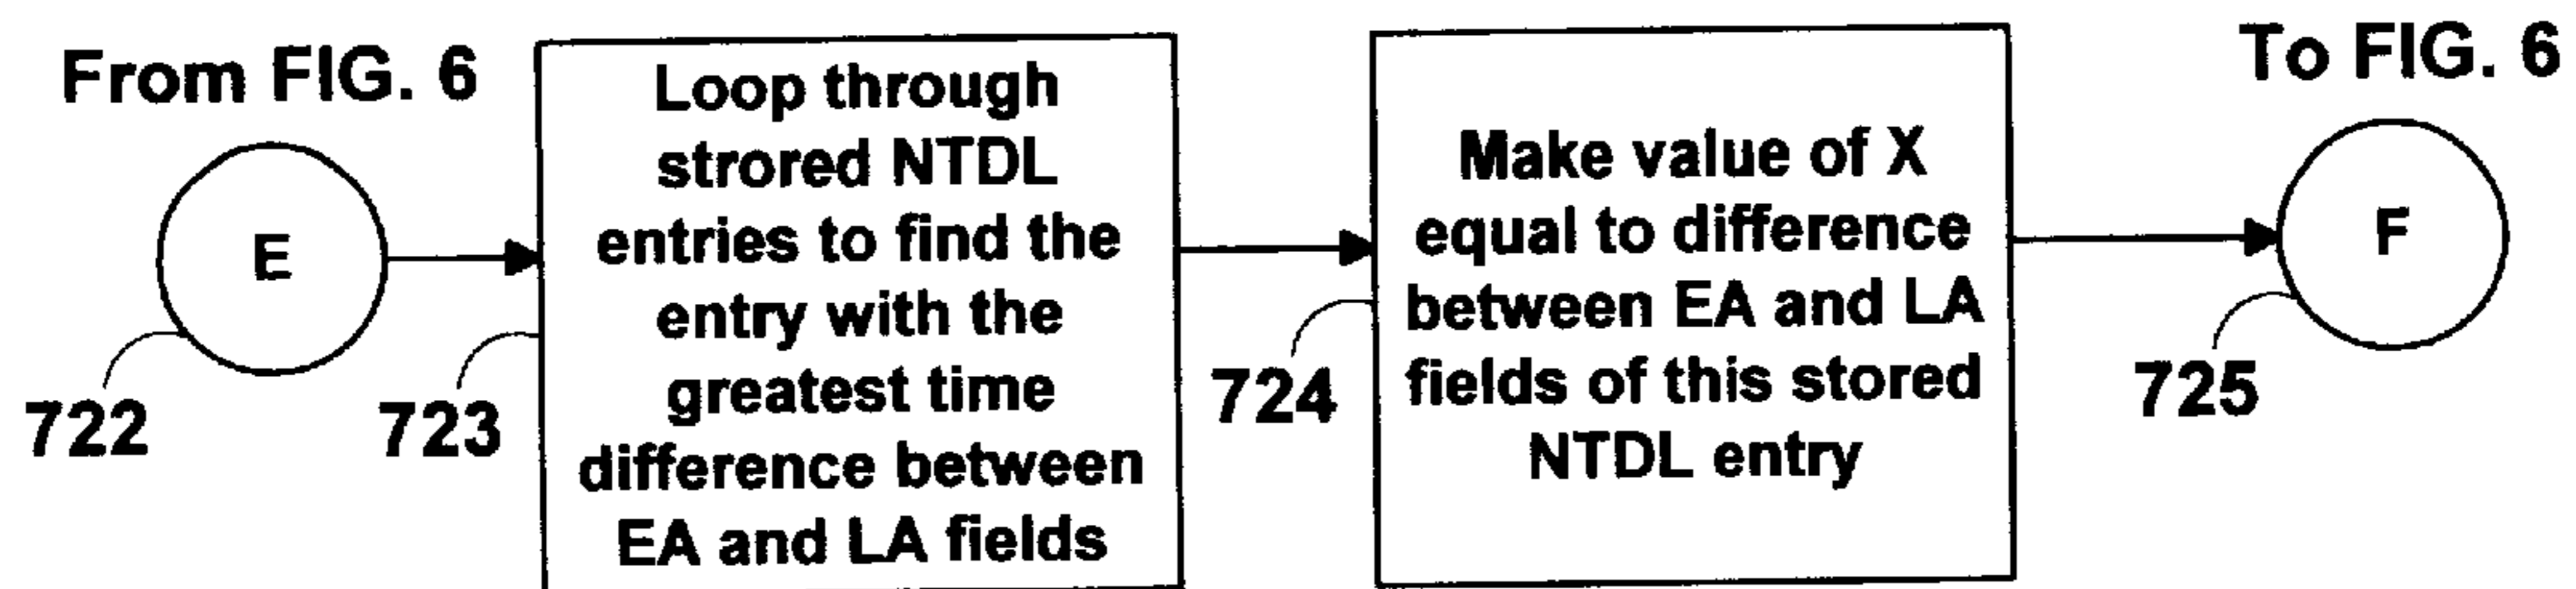 From FIG. 6
E
722
Loop through
strored NTDL
entries to find the
entry with the
greatest time
difference between
EA and LA fields
723
Make value of X
equal to difference
between EA and LA
fields of this stored
NTDL entry
724
To FIG. 6
F
725